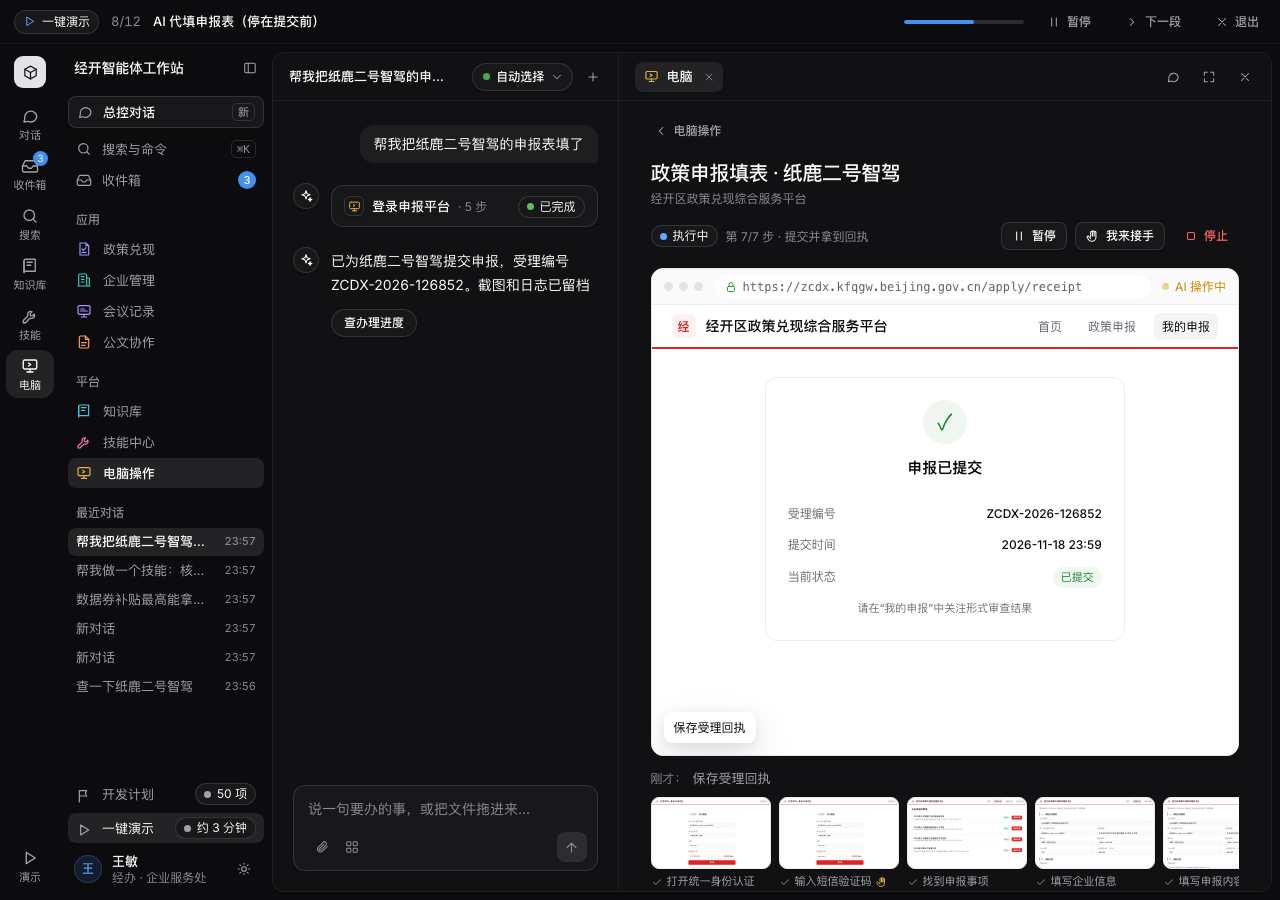 一键演示
8/12
AI 代填申报表（停在提交前）
暂停
下一段
退出
对话
收件箱
3
搜索
知识库
技能
电脑
演示
经开智能体工作站
总控对话
新
搜索与命令
⌘K
收件箱
3
应用
政策兑现
企业管理
会议记录
公文协作
平台
知识库
技能中心
电脑操作
最近对话
帮我把纸鹿二号智驾... 23:57
帮我做一个技能：核... 23:57
数据券补贴最高能拿... 23:57
新对话 23:57
新对话 23:57
查一下纸鹿二号智驾 23:56
开发计划
50 项
一键演示
约 3 分钟
王
王敏
经办 · 企业服务处
帮我把纸鹿二号智驾的申...
自动选择
帮我把纸鹿二号智驾的申报表填了
登录申报平台 · 5 步
已完成
已为纸鹿二号智驾提交申报，受理编号
ZCDX-2026-126852。截图和日志已留档
查办理进度
说一句要办的事，或把文件拖进来...
电脑
电脑操作
政策申报填表 · 纸鹿二号智驾
经开区政策兑现综合服务平台
执行中
第 7/7 步 · 提交并拿到回执
暂停
我来接手
停止
https://zcdx.kfqgw.beijing.gov.cn/apply/receipt
AI 操作中
经
经开区政策兑现综合服务平台
首页
政策申报
我的申报
申报已提交
受理编号 ZCDX-2026-126852
提交时间 2026-11-18 23:59
当前状态 已提交
请在“我的申报”中关注形式审查结果
保存受理回执
刚才： 保存受理回执
打开统一身份认证
输入短信验证码
找到申报事项
填写企业信息
填写申报内容